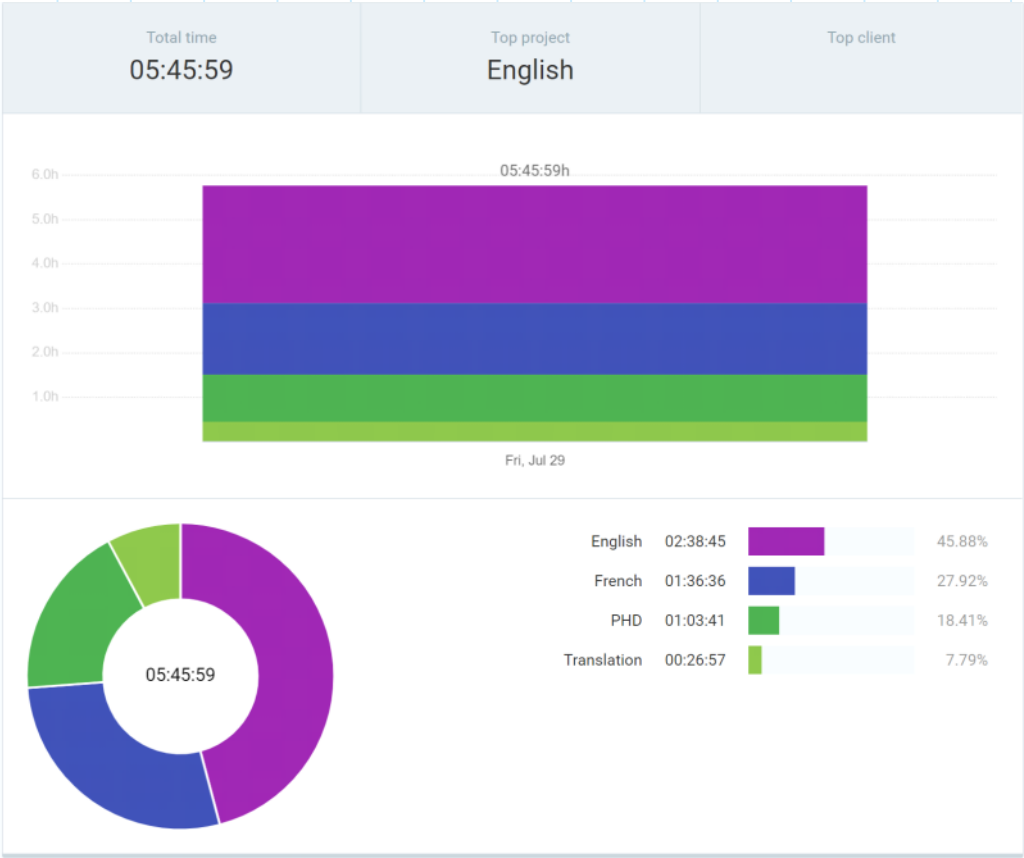 Total time
05:45:59
Top project
English
Top client
05:45:59h
6.0h
5.0h
4.0h
3.0h
2.0h
1.0h
Fri, Jul 29
05:45:59
English 02:38:45 45.88%
French 01:36:36 27.92%
PHD 01:03:41 18.41%
Translation 00:26:57 7.79%